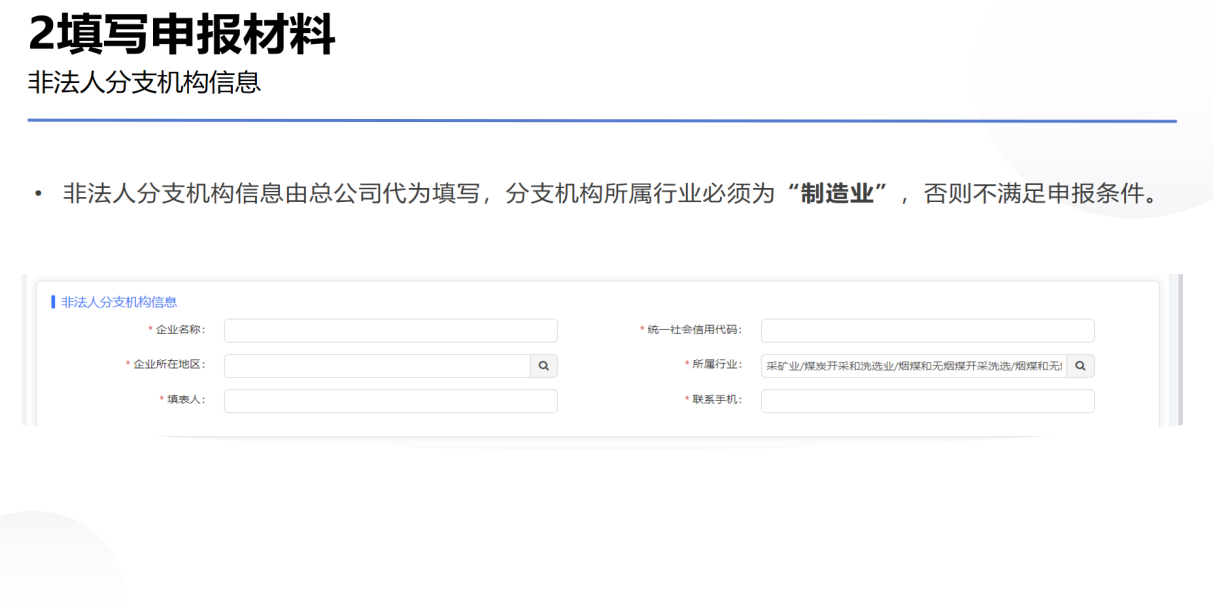 2填写申报材料
非法人分支机构信息
• 非法人分支机构信息由总公司代为填写，分支机构所属行业必须为“制造业”，否则不满足申报条件。
非法人分支机构信息
* 企业名称： * 统一社会信用代码：
* 企业所在地区： * 所属行业： 采矿业/煤炭开采和洗选业/烟煤和无烟煤开采洗选/烟煤和无
* 填表人： * 联系手机：